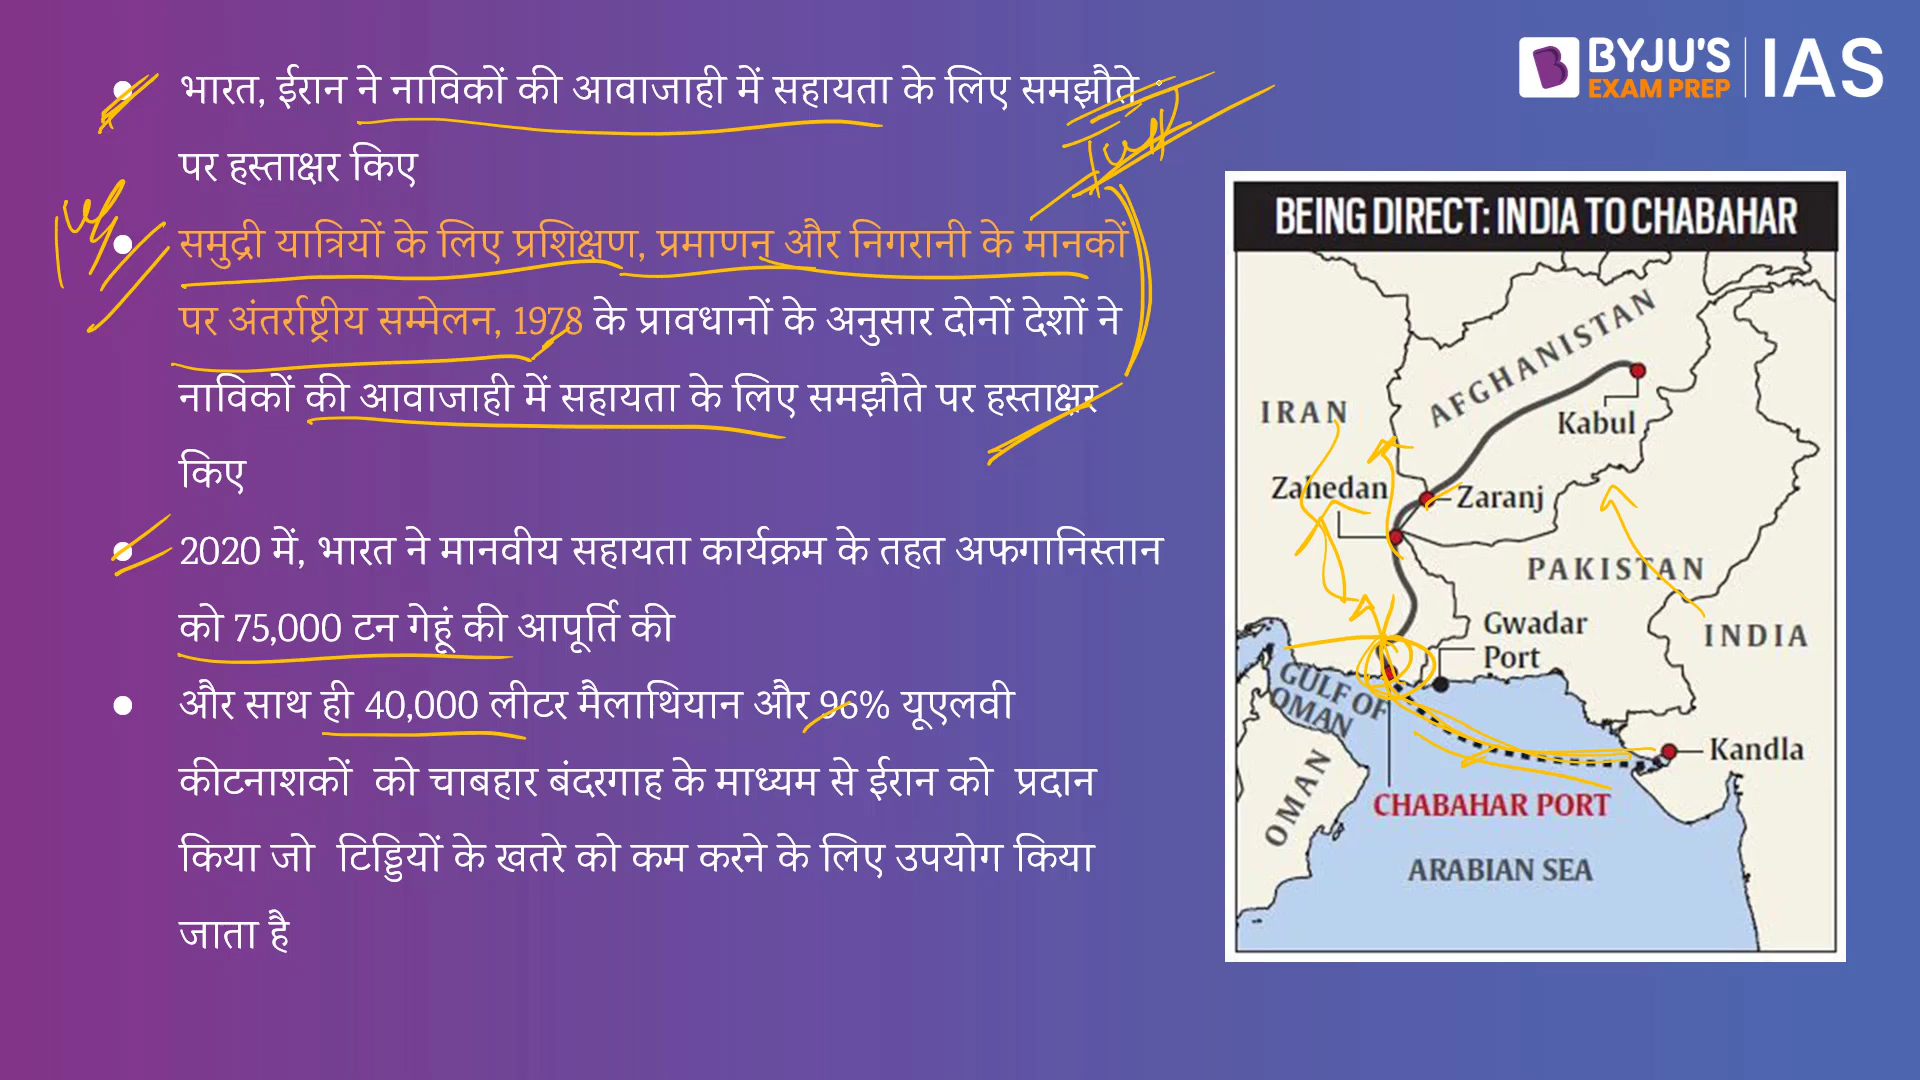 BYJU'S
EXAM PREP
IAS
भारत, ईरान ने नाविकों की आवाजाही में सहायता के लिए समझौते
पर हस्ताक्षर किए
समुद्री यात्रियों के लिए प्रशिक्षण, प्रमाणन और निगरानी के मानकों
पर अंतर्राष्ट्रीय सम्मेलन, 1978 के प्रावधानों के अनुसार दोनों देशों ने
नाविकों की आवाजाही में सहायता के लिए समझौते पर हस्ताक्षर
किए
2020 में, भारत ने मानवीय सहायता कार्यक्रम के तहत अफगानिस्तान
को 75,000 टन गेहूं की आपूर्ति की
और साथ ही 40,000 लीटर मैलाथियान और 96% यूएलवी
कीटनाशकों को चाबहार बंदरगाह के माध्यम से ईरान को प्रदान
किया जो टिड्डियों के खतरे को कम करने के लिए उपयोग किया
जाता है
BEING DIRECT: INDIA TO CHABAHAR
AFGHANISTAN
IRAN
Kabul
Zahedan
Zaranj
PAKISTAN
Gwadar
Port
INDIA
GULF OF
OMAN
Kandla
OMAN
CHABAHAR PORT
ARABIAN SEA